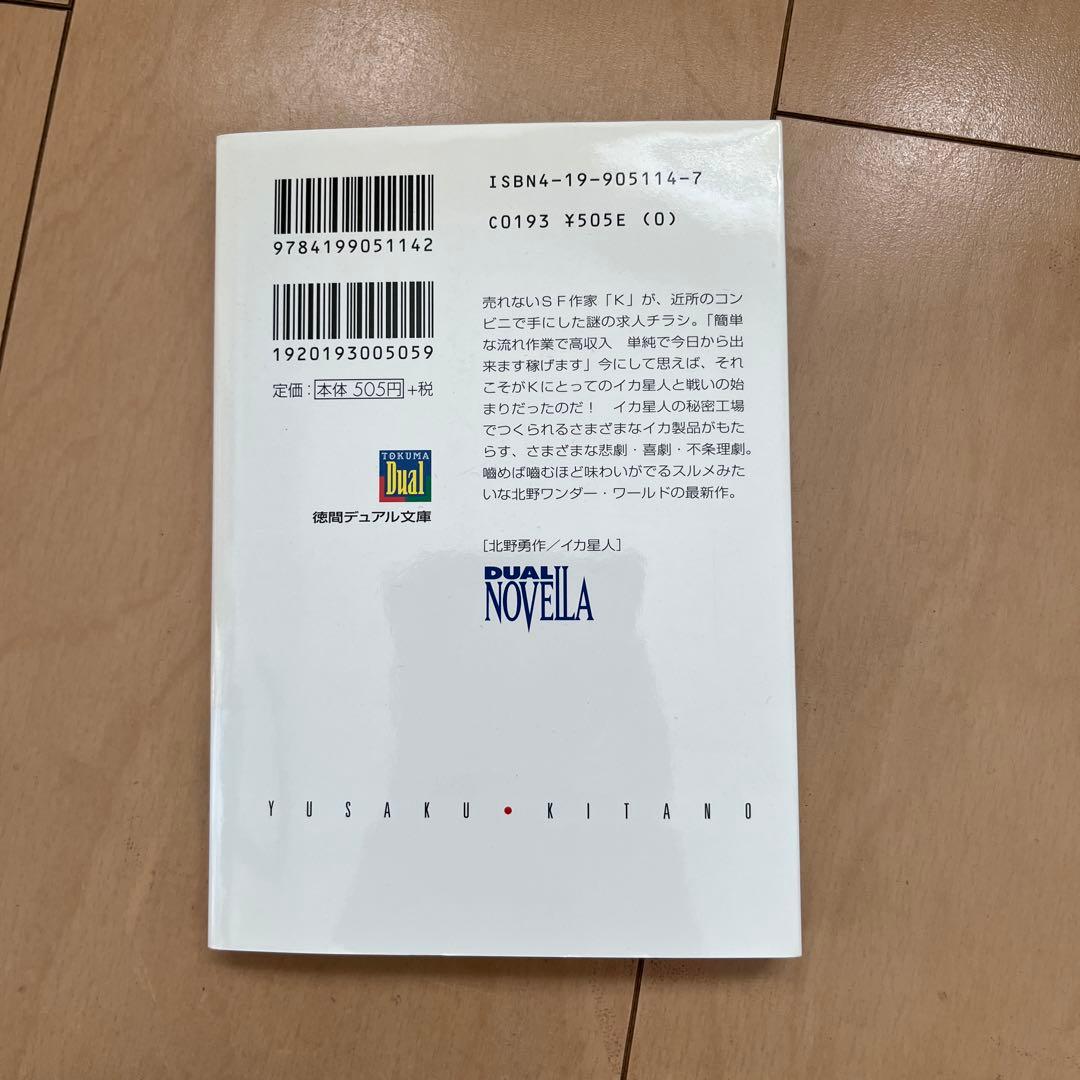 9784199051142
1920193005059
定価：本体 505円+税
TOKUMA
Dual
徳間デュアル文庫
ISBN4-19-905114-7
C0193 ¥505E (0)
売れないＳＦ作家「Ｋ」が、近所のコン
ビニで手にした謎の求人チラシ。「簡単
な流れ作業で高収入　単純で今日から出
来ます稼げます」今にして思えば、それ
こそがＫにとってのイカ星人と戦いの始
まりだったのだ！　イカ星人の秘密工場
でつくられるさまざまなイカ製品がもた
らす、さまざまな悲劇・喜劇・不条理劇。
嚙めば嚙むほど味わいがでるスルメみた
いな北野ワンダー・ワールドの最新作。
［北野勇作／イカ星人］
DUAL
NOVELLA
YUSAKU・KITANO